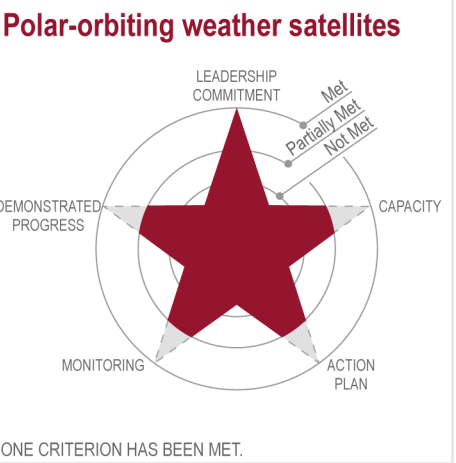 Polar-orbiting weather satellites
LEADERSHIP
COMMITMENT
Met
Partially Met
Not Met
DEMONSTRATED
PROGRESS
CAPACITY
MONITORING
ACTION
PLAN
ONE CRITERION HAS BEEN MET.